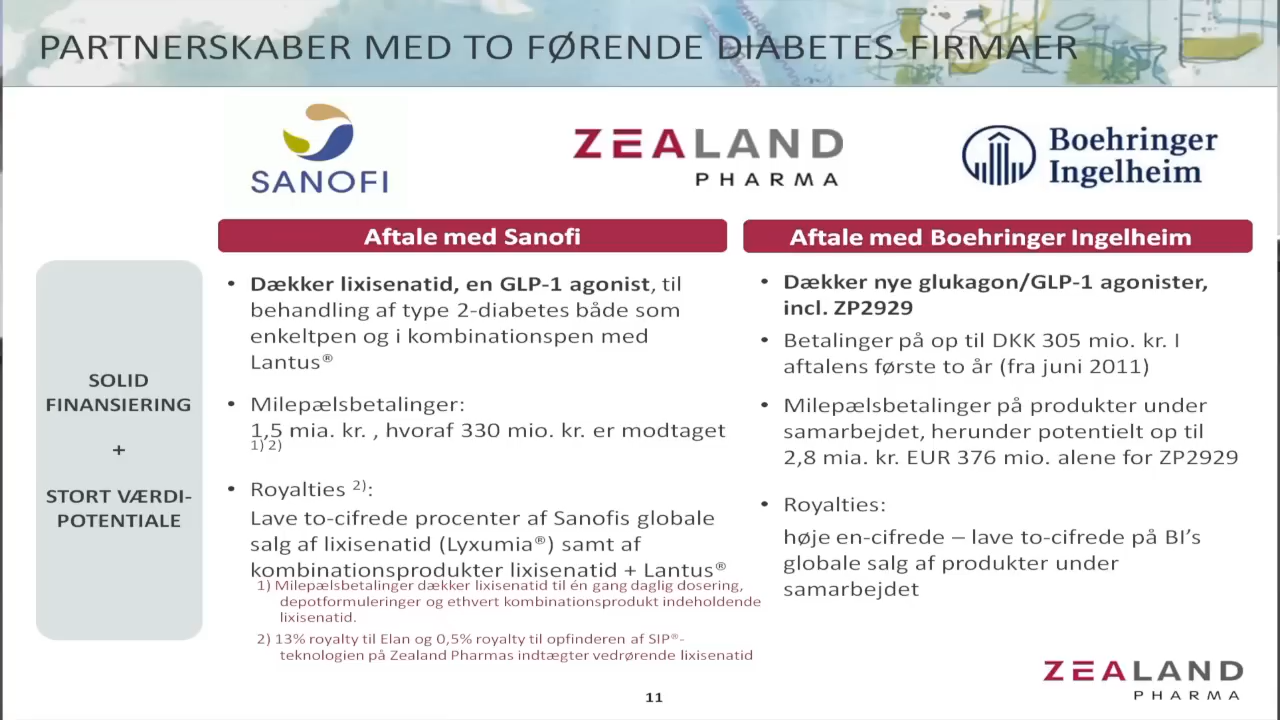 PARTNERSKABER MED TO FØRENDE DIABETES-FIRMAER
SANOFI
ZEALAND
PHARMA
Boehringer
Ingelheim
Aftale med Sanofi
Aftale med Boehringer Ingelheim
SOLID
FINANSIERING
+
STORT VÆRDI-
POTENTIALE
• Dækker lixisenatid, en GLP-1 agonist, til
behandling af type 2-diabetes både som
enkeltpen og i kombinationspen med
Lantus®
• Milepælsbetalinger:
1,5 mia. kr. , hvoraf 330 mio. kr. er modtaget
1) 2)
• Royalties 2):
Lave to-cifrede procenter af Sanofis globale
salg af lixisenatid (Lyxumia®) samt af
kombinationsprodukter lixisenatid + Lantus®
1) Milepælsbetalinger dækker lixisenatid til én gang daglig dosering,
depotformuleringer og ethvert kombinationsprodukt indeholdende
lixisenatid.
2) 13% royalty til Elan og 0,5% royalty til opfinderen af SIP®-
teknologien på Zealand Pharmas indtægter vedrørende lixisenatid
• Dækker nye glukagon/GLP-1 agonister,
incl. ZP2929
• Betalinger på op til DKK 305 mio. kr. I
aftalens første to år (fra juni 2011)
• Milepælsbetalinger på produkter under
samarbejdet, herunder potentielt op til
2,8 mia. kr. EUR 376 mio. alene for ZP2929
• Royalties:
høje en-cifrede – lave to-cifrede på BI's
globale salg af produkter under
samarbejdet
11
ZEALAND
PHARMA